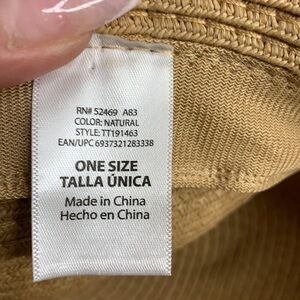 RN# 52469 A83
COLOR: NATURAL
STYLE: TT191463
EAN/UPC 6937321283338
ONE SIZE
TALLA ÚNICA
Made in China
Hecho en China